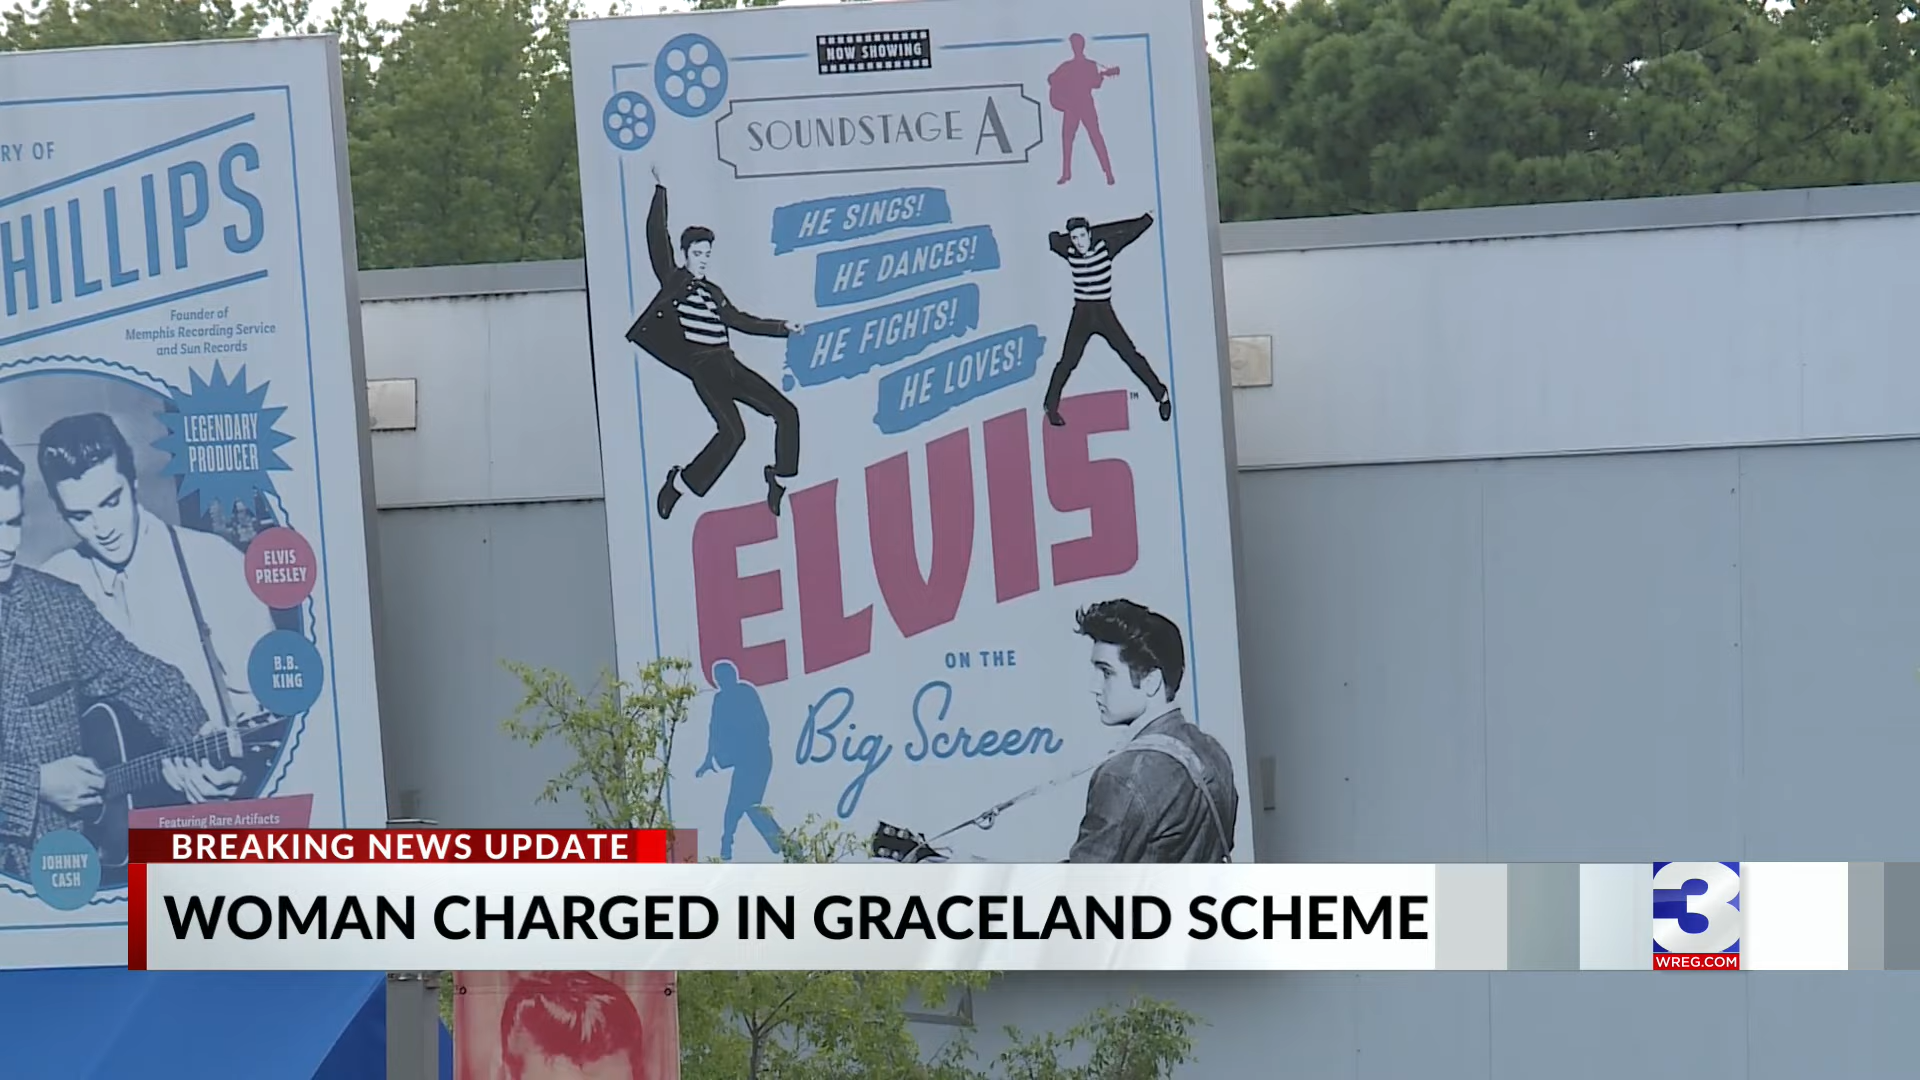 RY OF
HILLIPS
Founder of
Memphis Recording Service
and Sun Records
LEGENDARY
PRODUCER
ELVIS
PRESLEY
B.B.
KING
Featuring Rare Artifacts
JOHNNY
CASH
NOW SHOWING
SOUNDSTAGE A
HE SINGS!
HE DANCES!
HE FIGHTS!
HE LOVES!
ELVIS™
ON THE
Big Screen
BREAKING NEWS UPDATE
WOMAN CHARGED IN GRACELAND SCHEME
3
WREG.COM